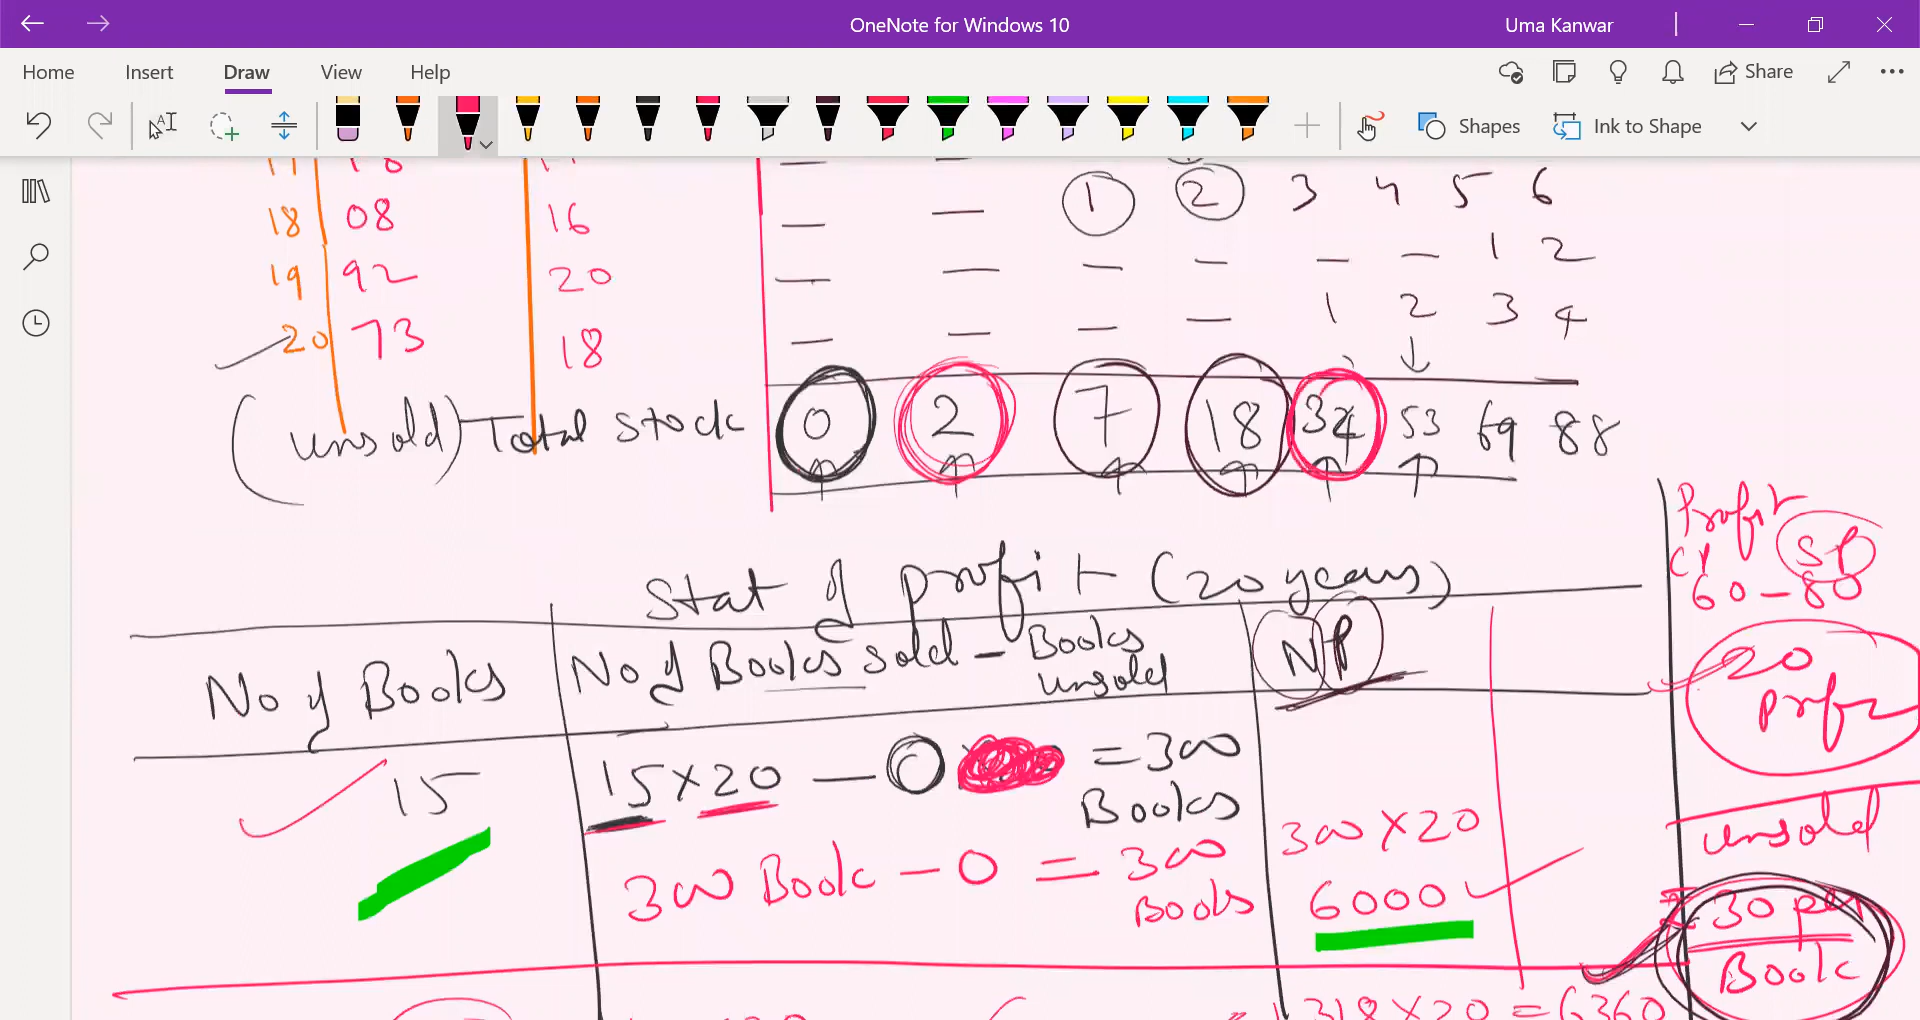 OneNote for Windows 10
Uma Kanwar
Home Insert Draw View Help
Share
Shapes Ink to Shape
18 08 16 — — 1 2 3 4 5 6
19 92 20 — — — — — — 1 2
20 73 18 — — — — 1 2 3 4
(unsold) Total stock 0 2 7 18 34 53 69 88
Stat of profit (20 years)
No of Books No of Books sold - Books unsold NP
15 15 x 20 — 0 = 300 Books
300 Book - 0 = 300 Books
300 x 20
6000
318 x 20 = 6360
Profit
SP
60 - 80
20
unsold
30 per
Book